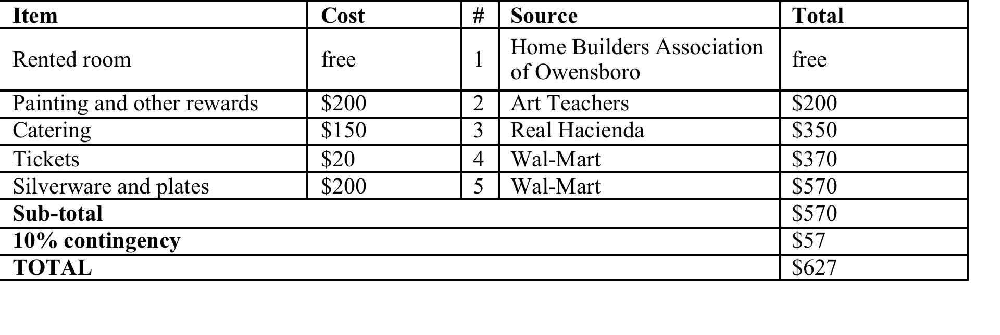 Item Cost # Source Total
Rented room free 1 Home Builders Association of Owensboro free
Painting and other rewards $200 2 Art Teachers $200
Catering $150 3 Real Hacienda $350
Tickets $20 4 Wal-Mart $370
Silverware and plates $200 5 Wal-Mart $570
Sub-total $570
10% contingency $57
TOTAL $627